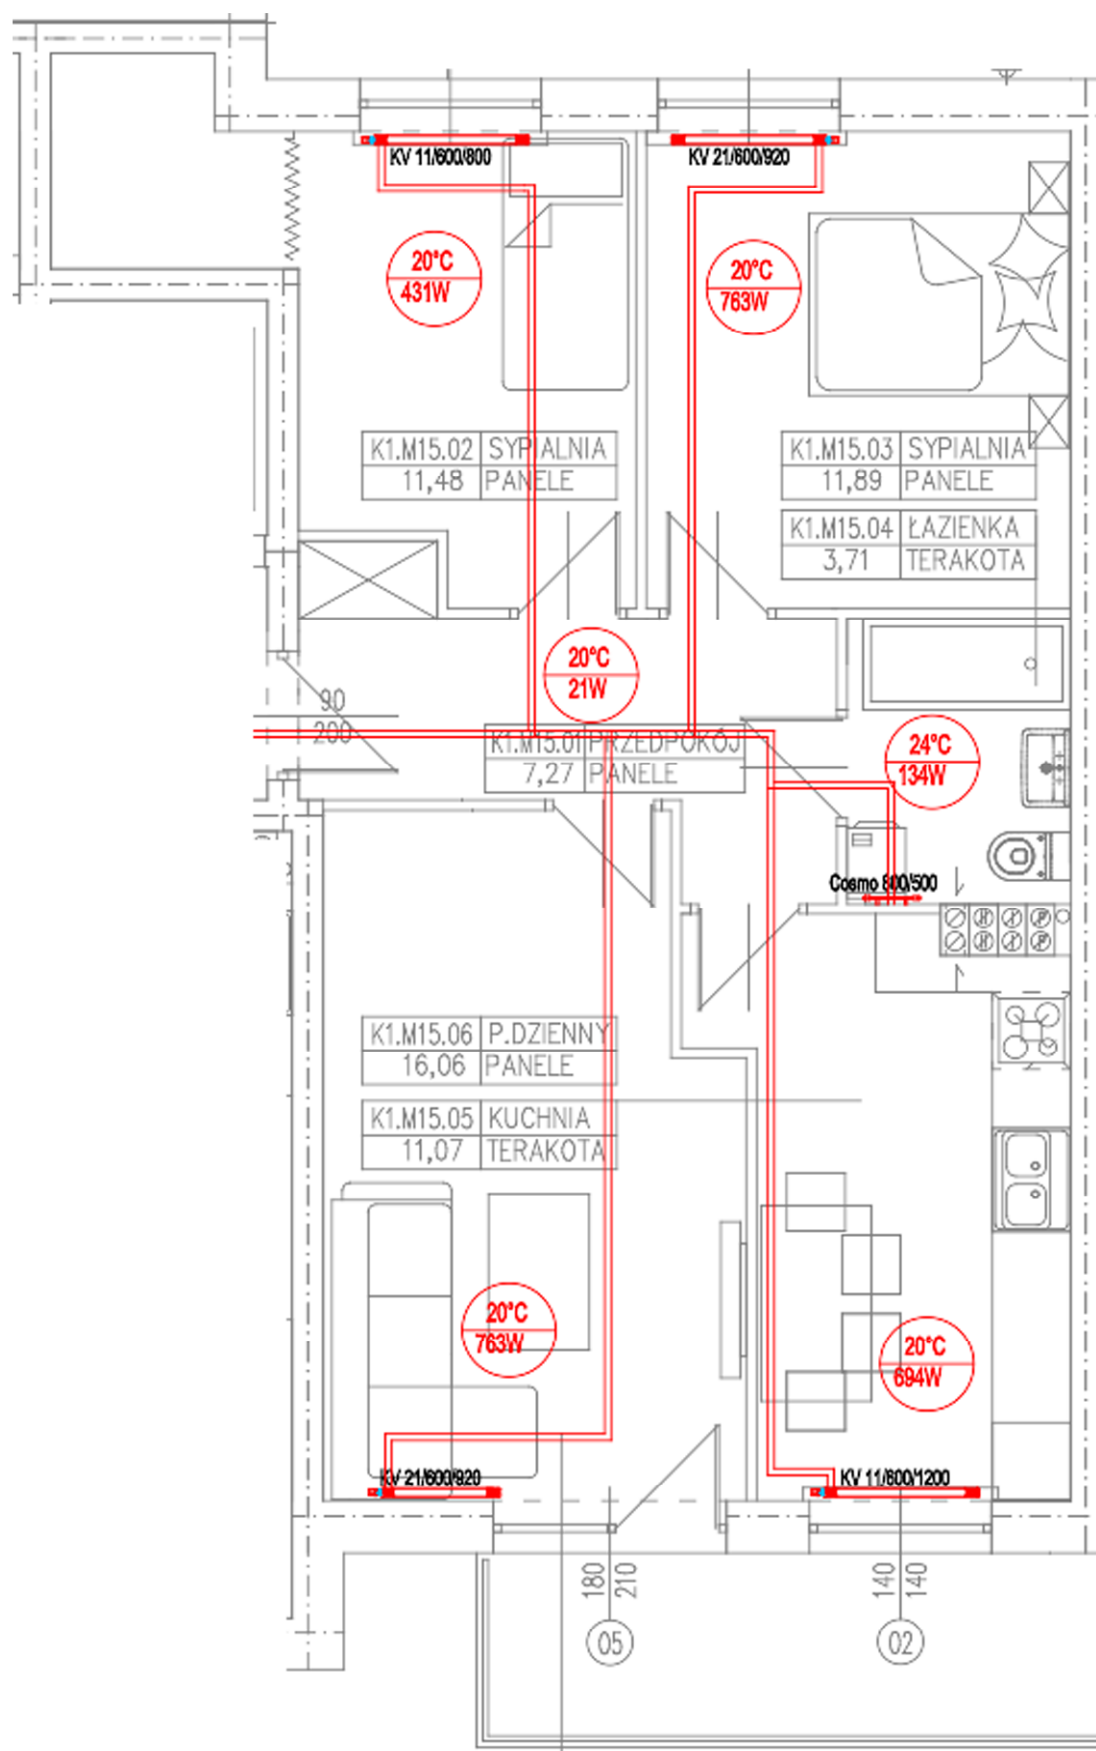 KV 11/600/800
KV 21/600/920
20°C
431W
20°C
763W
K1.M15.02 SYPIALNIA
11,48 PANELE
K1.M15.03 SYPIALNIA
11,89 PANELE
K1.M15.04 ŁAZIENKA
3,71 TERAKOTA
20°C
21W
90
200
K1.M15.01 PRZEDPOKÓJ
7,27 PANELE
24°C
134W
Cosmo 800/500
K1.M15.06 P.DZIENNY
16,06 PANELE
K1.M15.05 KUCHNIA
11,07 TERAKOTA
20°C
763W
20°C
694W
KV 21/600/920
KV 11/600/1200
180
210
140
140
05
02